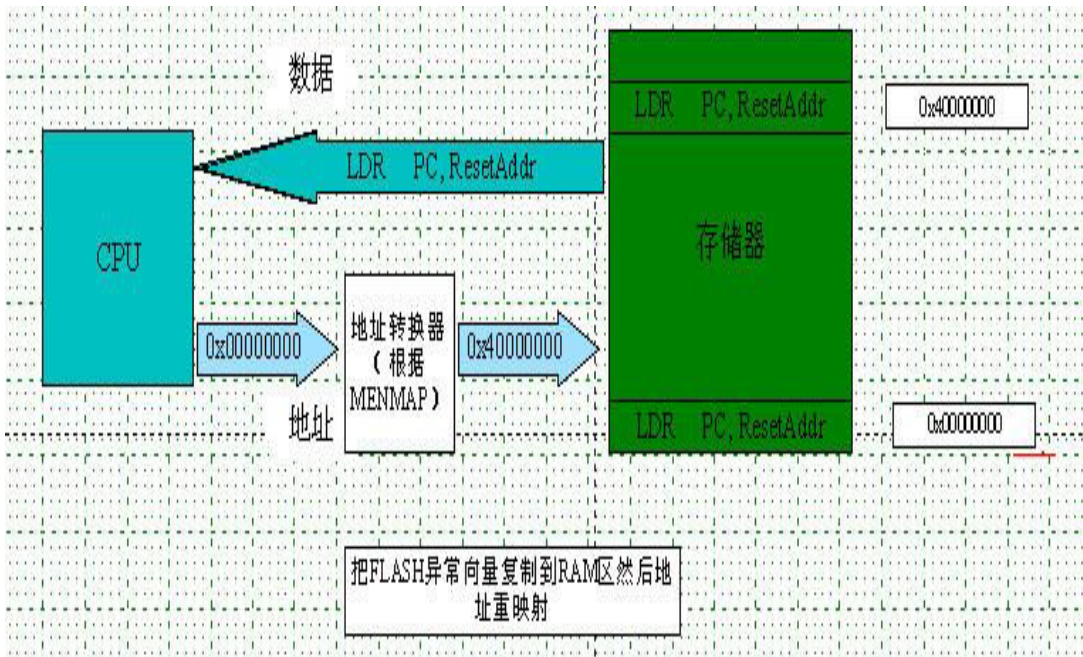 数据
LDR PC,ResetAddr
0x40000000
LDR PC,ResetAddr
存储器
CPU
0x00000000
地址转换器
（根据
MENMAP）
0x40000000
地址
LDR PC,ResetAddr
0x00000000
把FLASH异常向量复制到RAM区然后地
址重映射